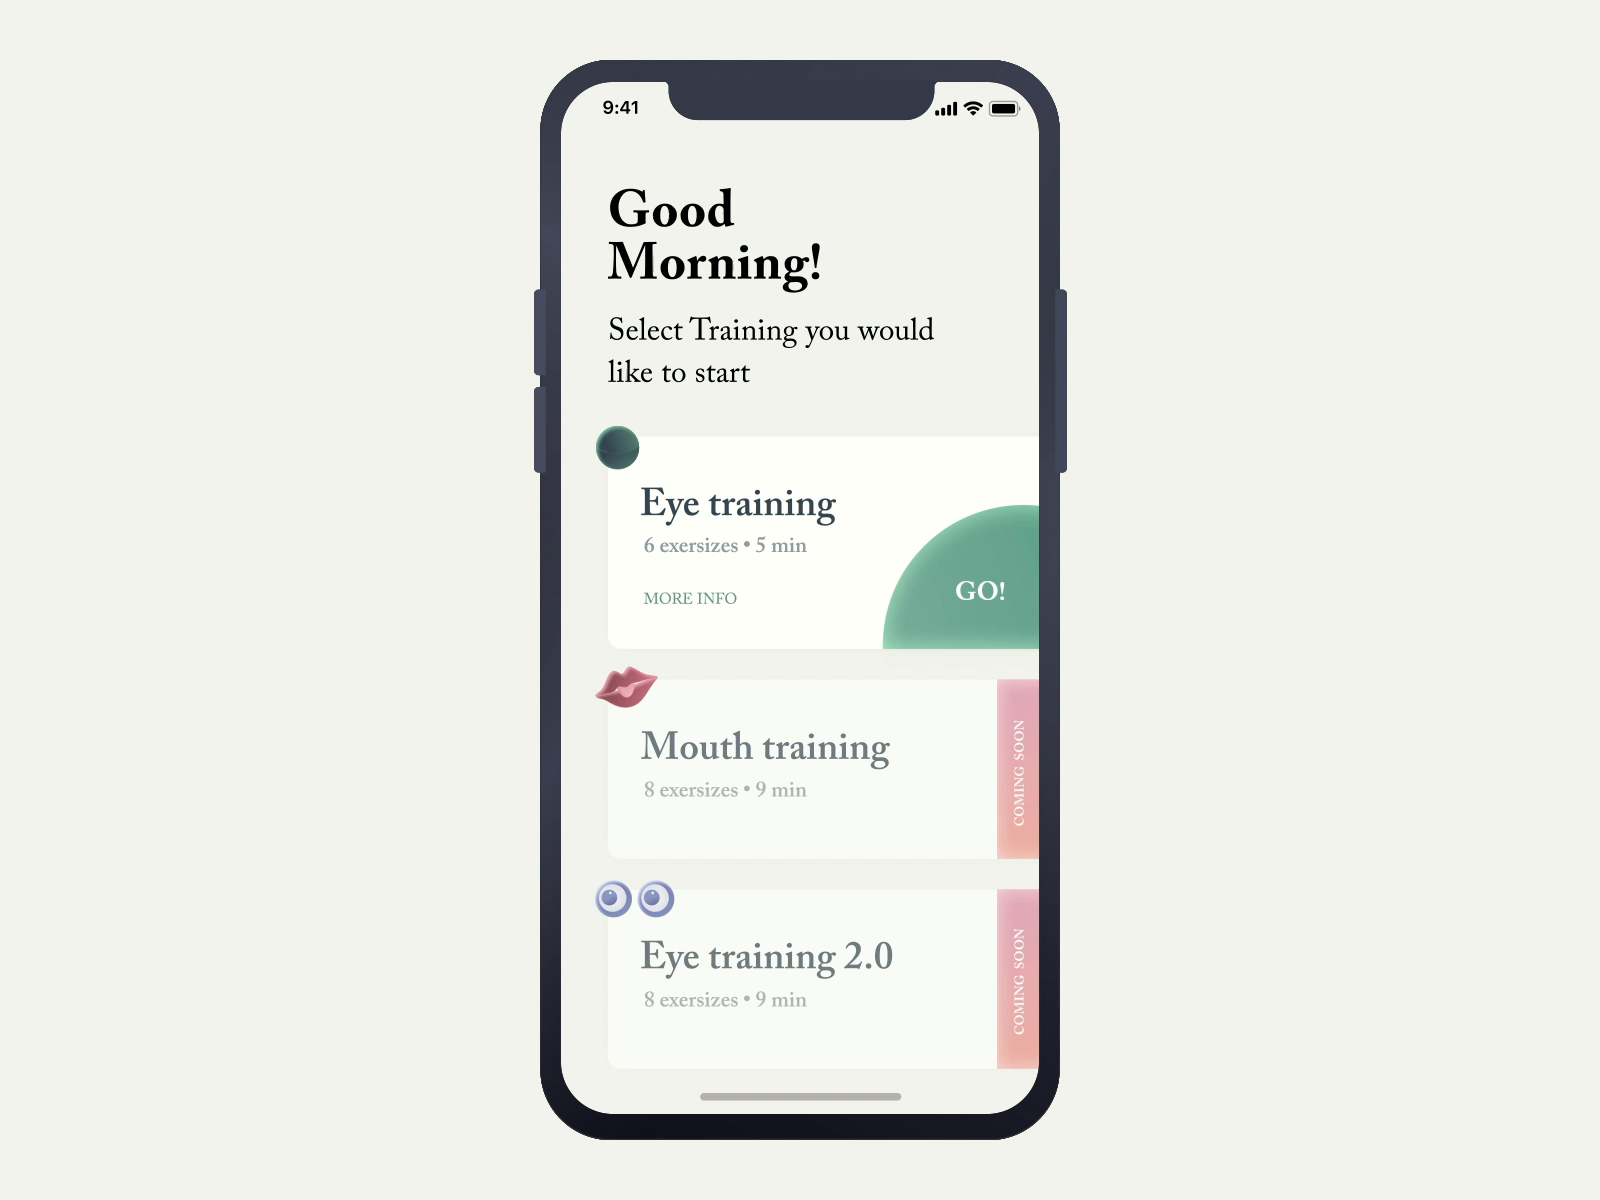 9:41
Good
Morning!
Select Training you would
like to start
Eye training
6 exersizes • 5 min
MORE INFO
GO!
Mouth training
8 exersizes • 9 min
COMING SOON
Eye training 2.0
8 exersizes • 9 min
COMING SOON